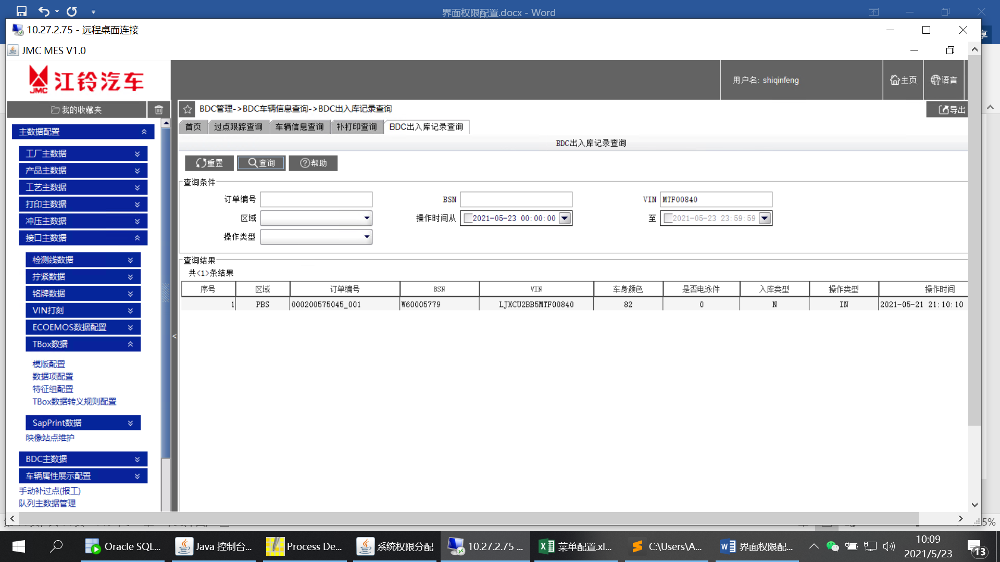 界面权限配置.docx - Word
10.27.2.75 - 远程桌面连接
享
JMC MES V1.0
JMC 江铃汽车
用户名: shiqinfeng
主页
语言
我的收藏夹
BDC管理->BDC车辆信息查询->BDC出入库记录查询
导出
首页 过点跟踪查询 车辆信息查询 补打印查询 BDC出入库记录查询
BDC出入库记录查询
重置 查询 帮助
查询条件
订单编号 BSN VIN MTF00840
区域 操作时间从 2021-05-23 00:00:00 至 2021-05-23 23:59:59
操作类型
查询结果
共<1>条结果
序号 区域 订单编号 BSN VIN 车身颜色 是否电泳件 入库类型 操作类型 操作时间
1 PBS 000200575045_001 W60005779 LJXCU2BB5MTF00840 82 0 N IN 2021-05-21 21:10:10
主数据配置
工厂主数据
产品主数据
工艺主数据
打印主数据
冲压主数据
接口主数据
检测线数据
拧紧数据
铭牌数据
VIN打刻
ECOEMOS数据配置
TBox数据
模版配置
数据项配置
特征组配置
TBox数据转义规则配置
SapPrint数据
映像站点维护
BDC主数据
车辆属性展示配置
手动补过点(报工)
队列主数据管理
<
5%
Oracle SQL...
Java 控制台...
Process De...
系统权限分配
10.27.2.75 ...
菜单配置.xl...
C:\Users\A...
界面权限配...
10:09
2021/5/23
13